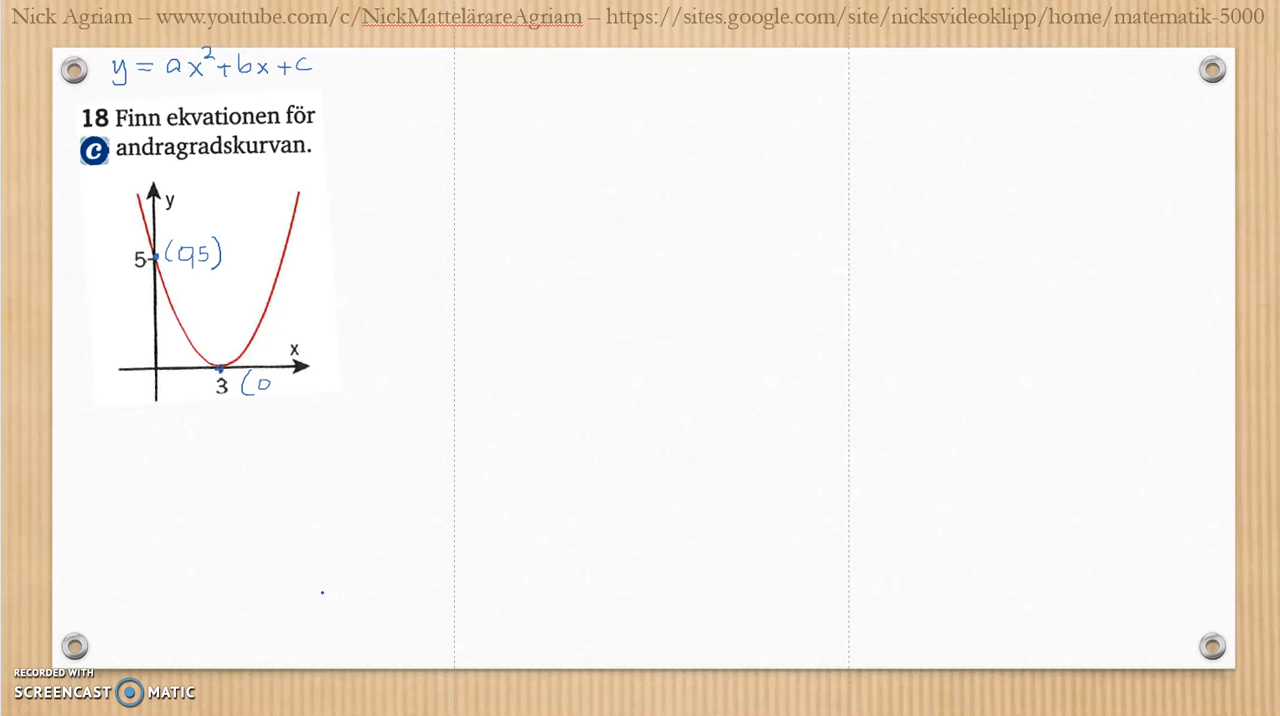 Nick Agriam – www.youtube.com/c/NickMattelärareAgriam – https://sites.google.com/site/nicksvideoklipp/home/matematik-5000
y = ax²+bx+c
18 Finn ekvationen för
C andragradskurvan.
y
5 (0,5)
x
3 (0
RECORDED WITH
SCREENCAST MATIC